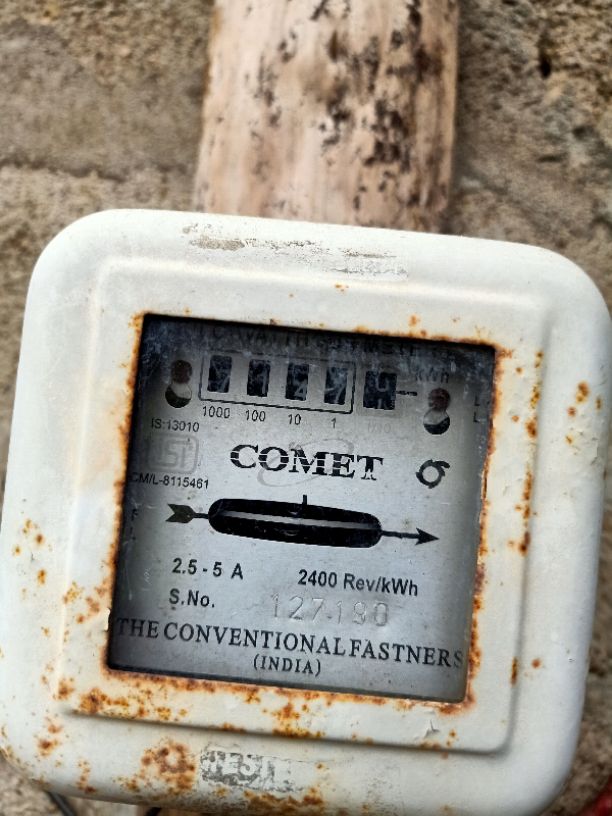 kWh
1000 100 10 1
IS:13010
CM/L-8115461
COMET
2.5 - 5 A 2400 Rev/kWh
S.No. 127190
THE CONVENTIONAL FASTNERS
(INDIA)